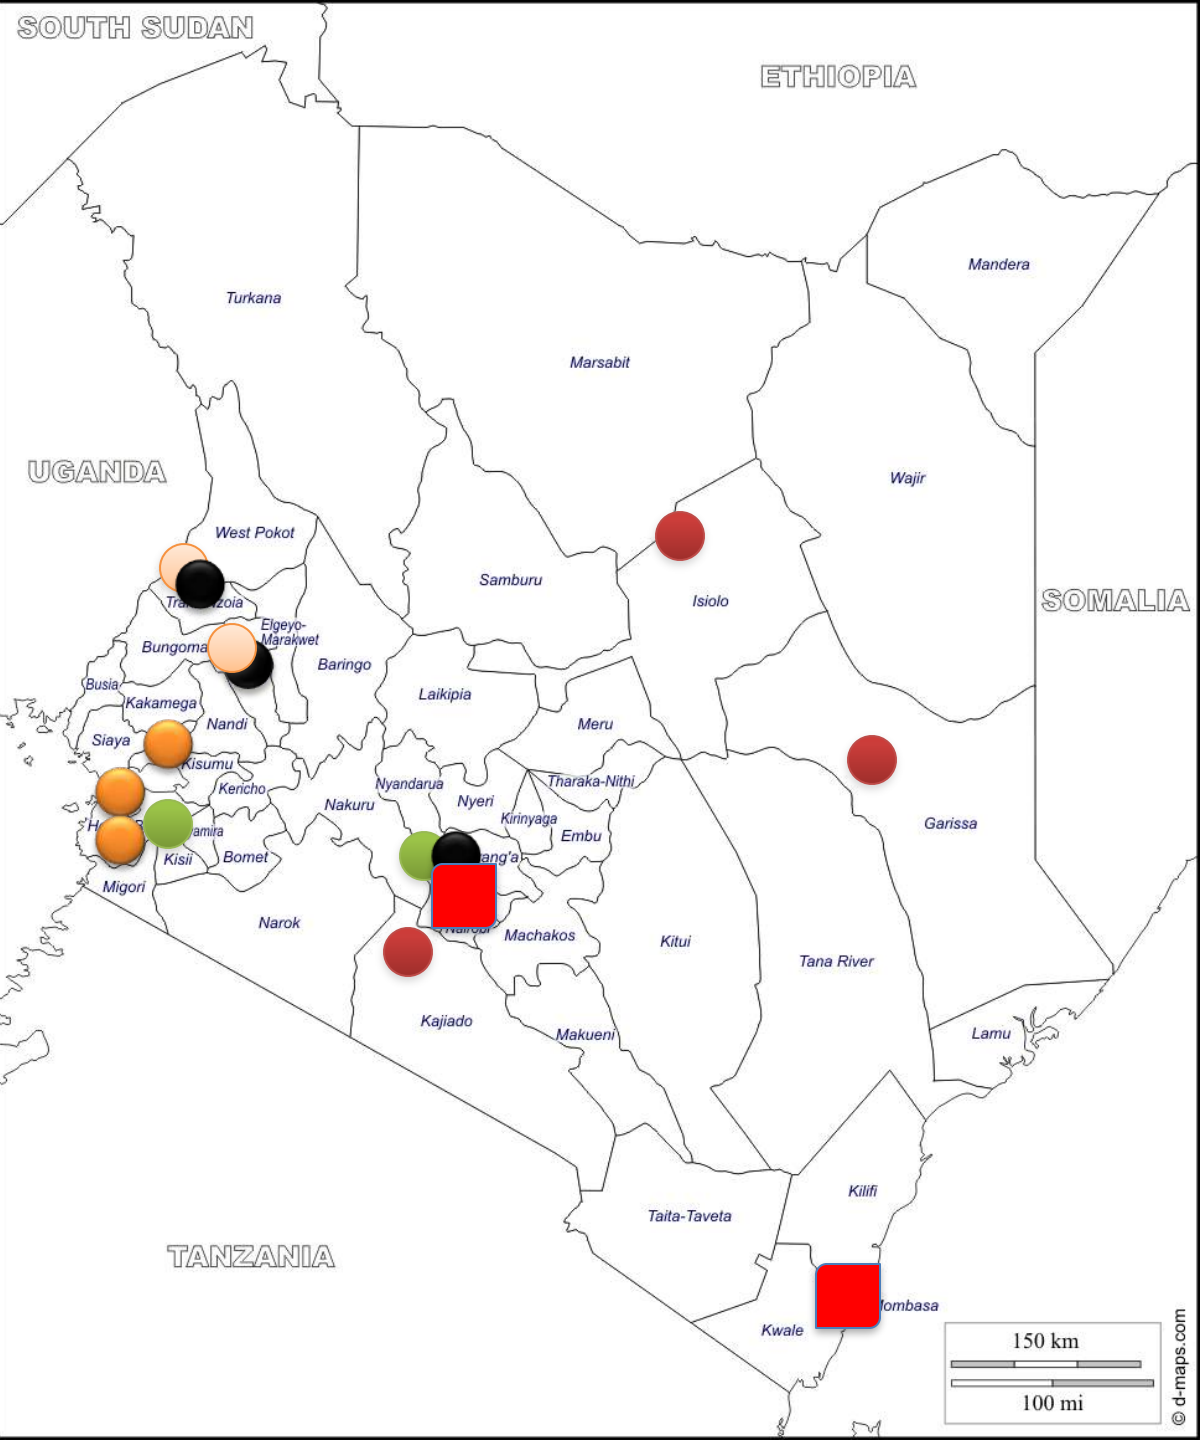 SOUTH SUDAN
ETHIOPIA
Mandera
Turkana
Marsabit
UGANDA
Wajir
West Pokot
Samburu
SOMALIA
Isiolo
Elgeyo-
Marakwet
Bungoma
Baringo
Busia
Laikipia
Kakamega
Nandi
Meru
Siaya
Kisumu
Kericho
Nyandarua
Tharaka-Nithi
Nakuru
Nyeri
Kirinyaga
Embu
Garissa
Kisii
Bomet
Migori
Narok
Nairobi
Machakos
Kitui
Tana River
Kajiado
Makueni
Lamu
Kilifi
Taita-Taveta
TANZANIA
Mombasa
Kwale
150 km
100 mi
© d-maps.com